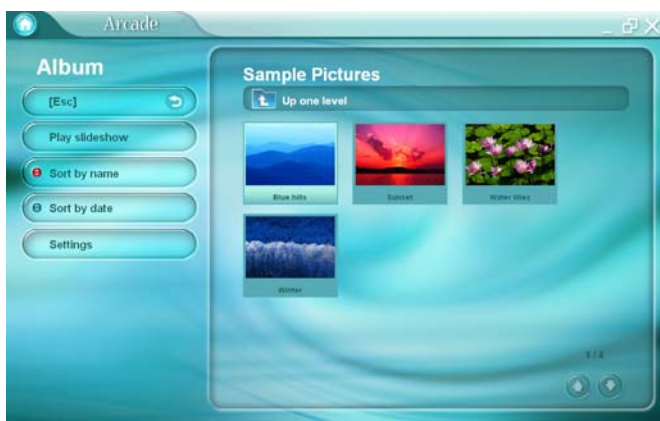 Arcade
Album
[Esc]
Play slideshow
Sort by name
Sort by date
Settings
Sample Pictures
Up one level
Blue hills
Sunset
Water lilies
Winter
1 / 4